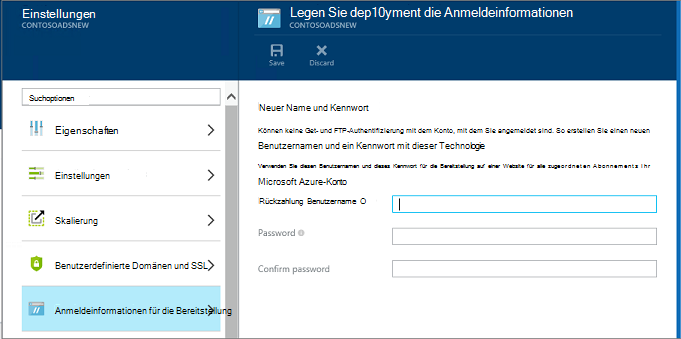 Einstellungen
CONTOSOADSNEW
Suchoptionen
Eigenschaften
Einstellungen
Skalierung
Benutzerdefinierte Domänen und SSL
Anmeldeinformationen für die Bereitstellung
Legen Sie dep10yment die Anmeldeinformationen
CONTOSOADSNEW
Save
Discard
Neuer Name und Kennwort
Können keine Get- und FTP-Authentifizierung mit dem Konto, mit dem Sie angemeldet sind. So erstellen Sie einen neuen
Benutzernamen und ein Kennwort mit dieser Technologie
Verwenden Sie diesen Benutzernamen und dieses Kennwort für die Bereitstellung auf einer Website für alle zugeordneten Abonnements Ihr
Microsoft Azure-Konto
Rückzahlung Benutzername O
Password
Confirm password